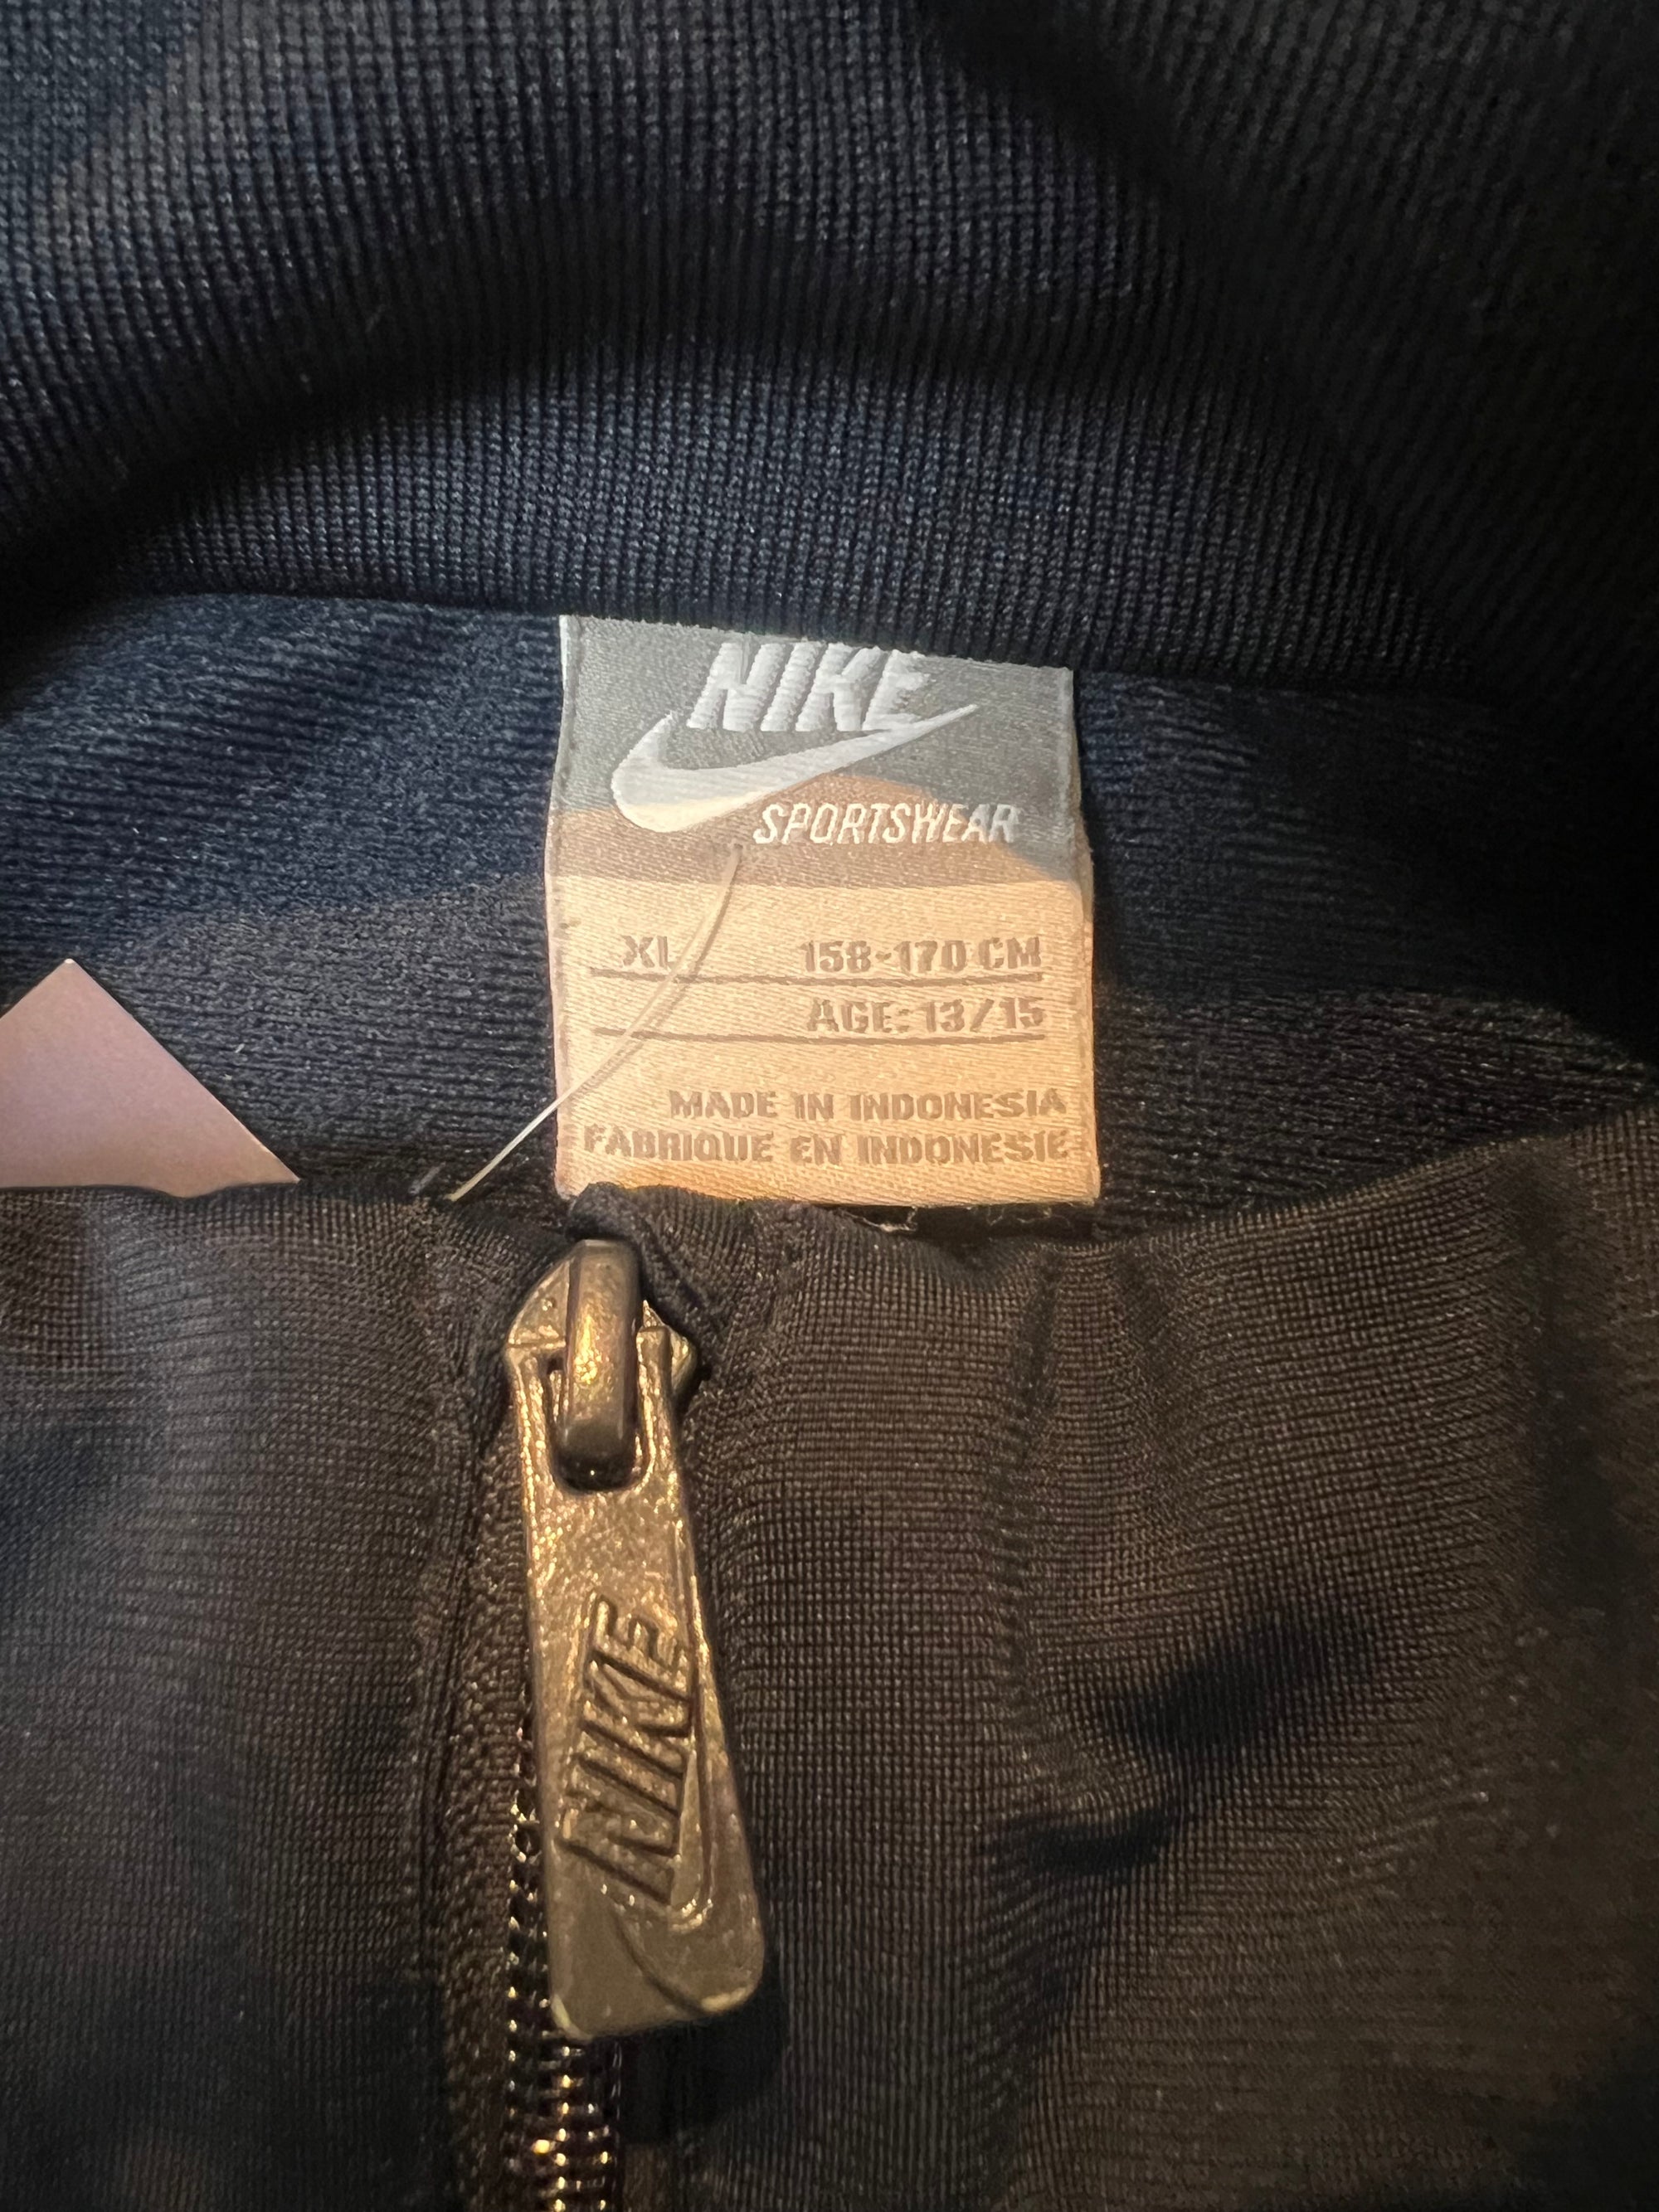 NIKE
SPORTSWEAR
XL 158-170 CM
AGE: 13/15
MADE IN INDONESIA
FABRIQUE EN INDONESIE
NIKE